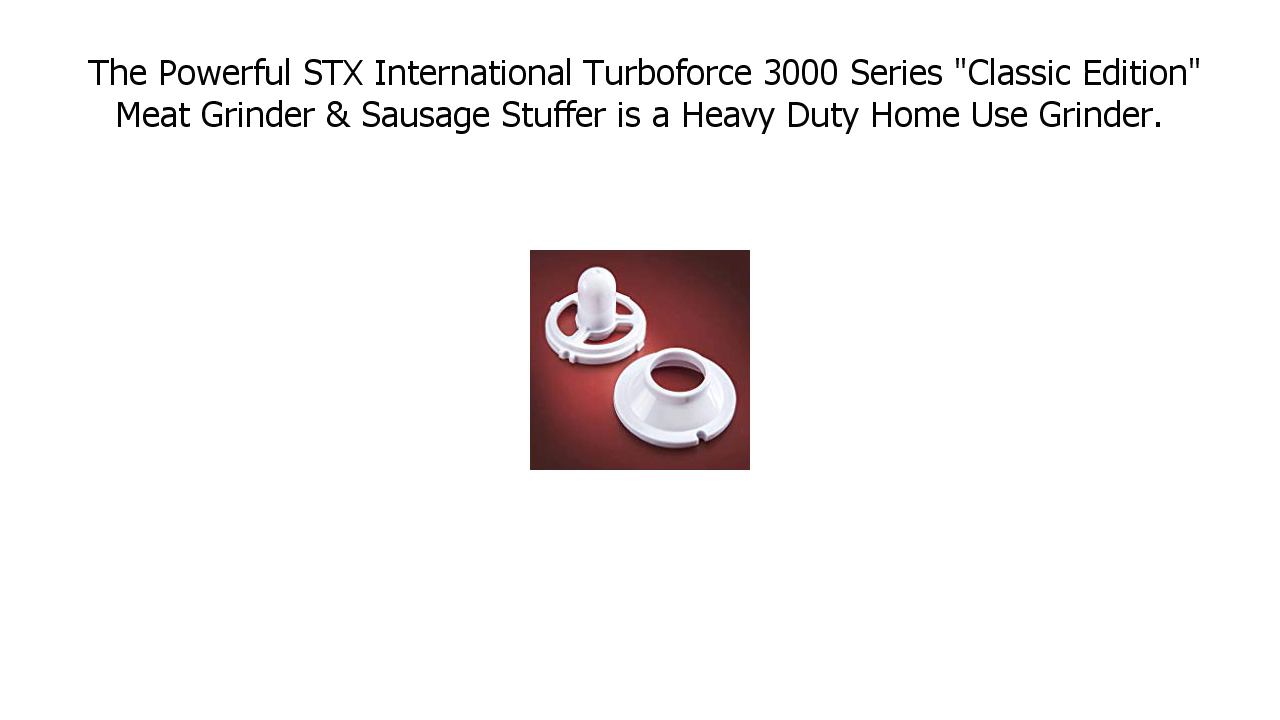 The Powerful STX International Turboforce 3000 Series "Classic Edition"
Meat Grinder & Sausage Stuffer is a Heavy Duty Home Use Grinder.